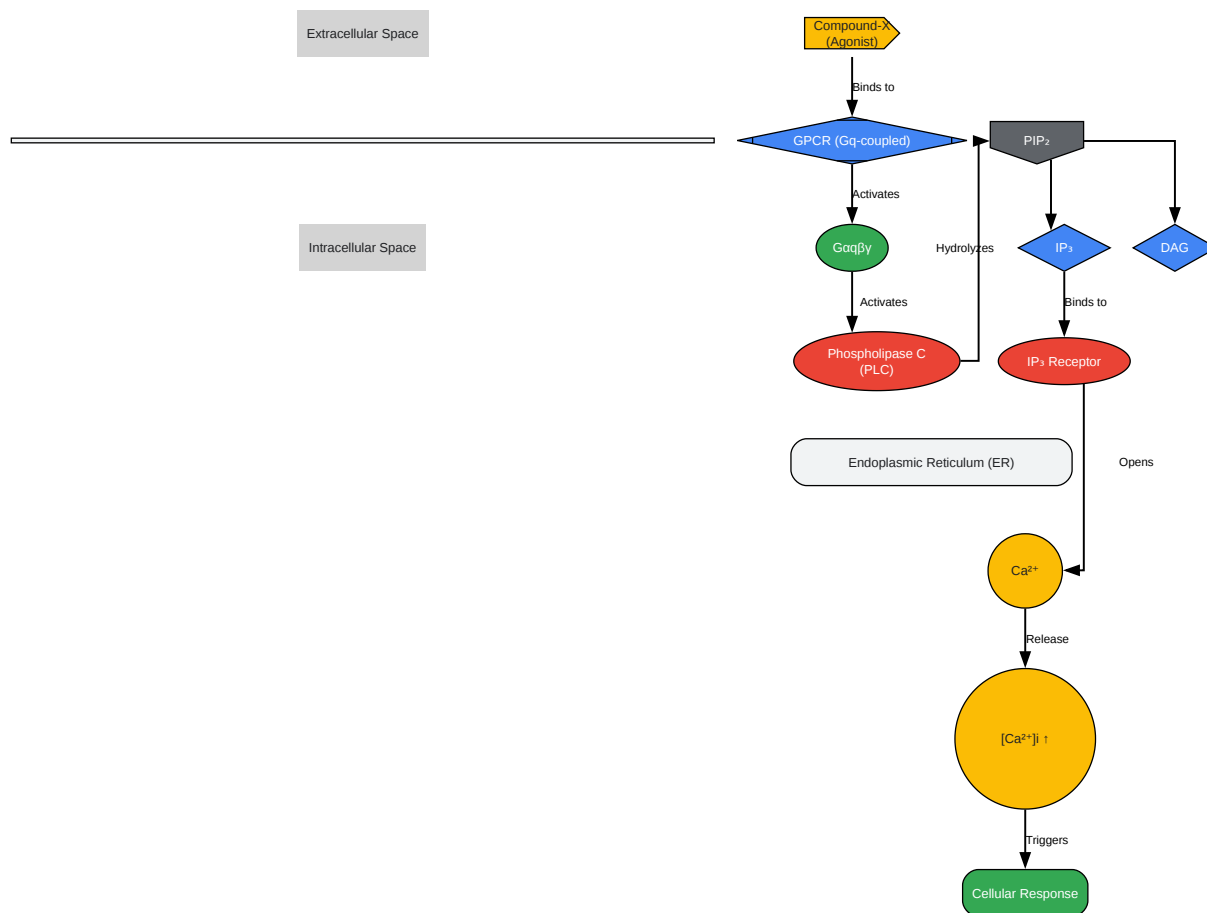 Extracellular Space
Compound-X
(Agonist)
Binds to
GPCR (Gq-coupled)
PIP₂
Activates
Intracellular Space
Gαqβγ
Hydrolyzes
IP₃
DAG
Activates
Binds to
Phospholipase C
(PLC)
IP₃ Receptor
Endoplasmic Reticulum (ER)
Opens
Ca²⁺
Release
[Ca²⁺]i ↑
Triggers
Cellular Response